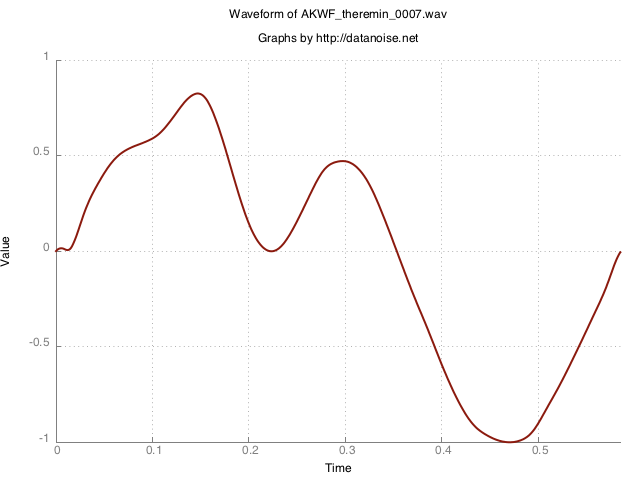 Waveform of AKWF_theremin_0007.wav
Graphs by http://datanoise.net
1
0.5
0
-0.5
-1
Value
0
0.1
0.2
0.3
0.4
0.5
Time